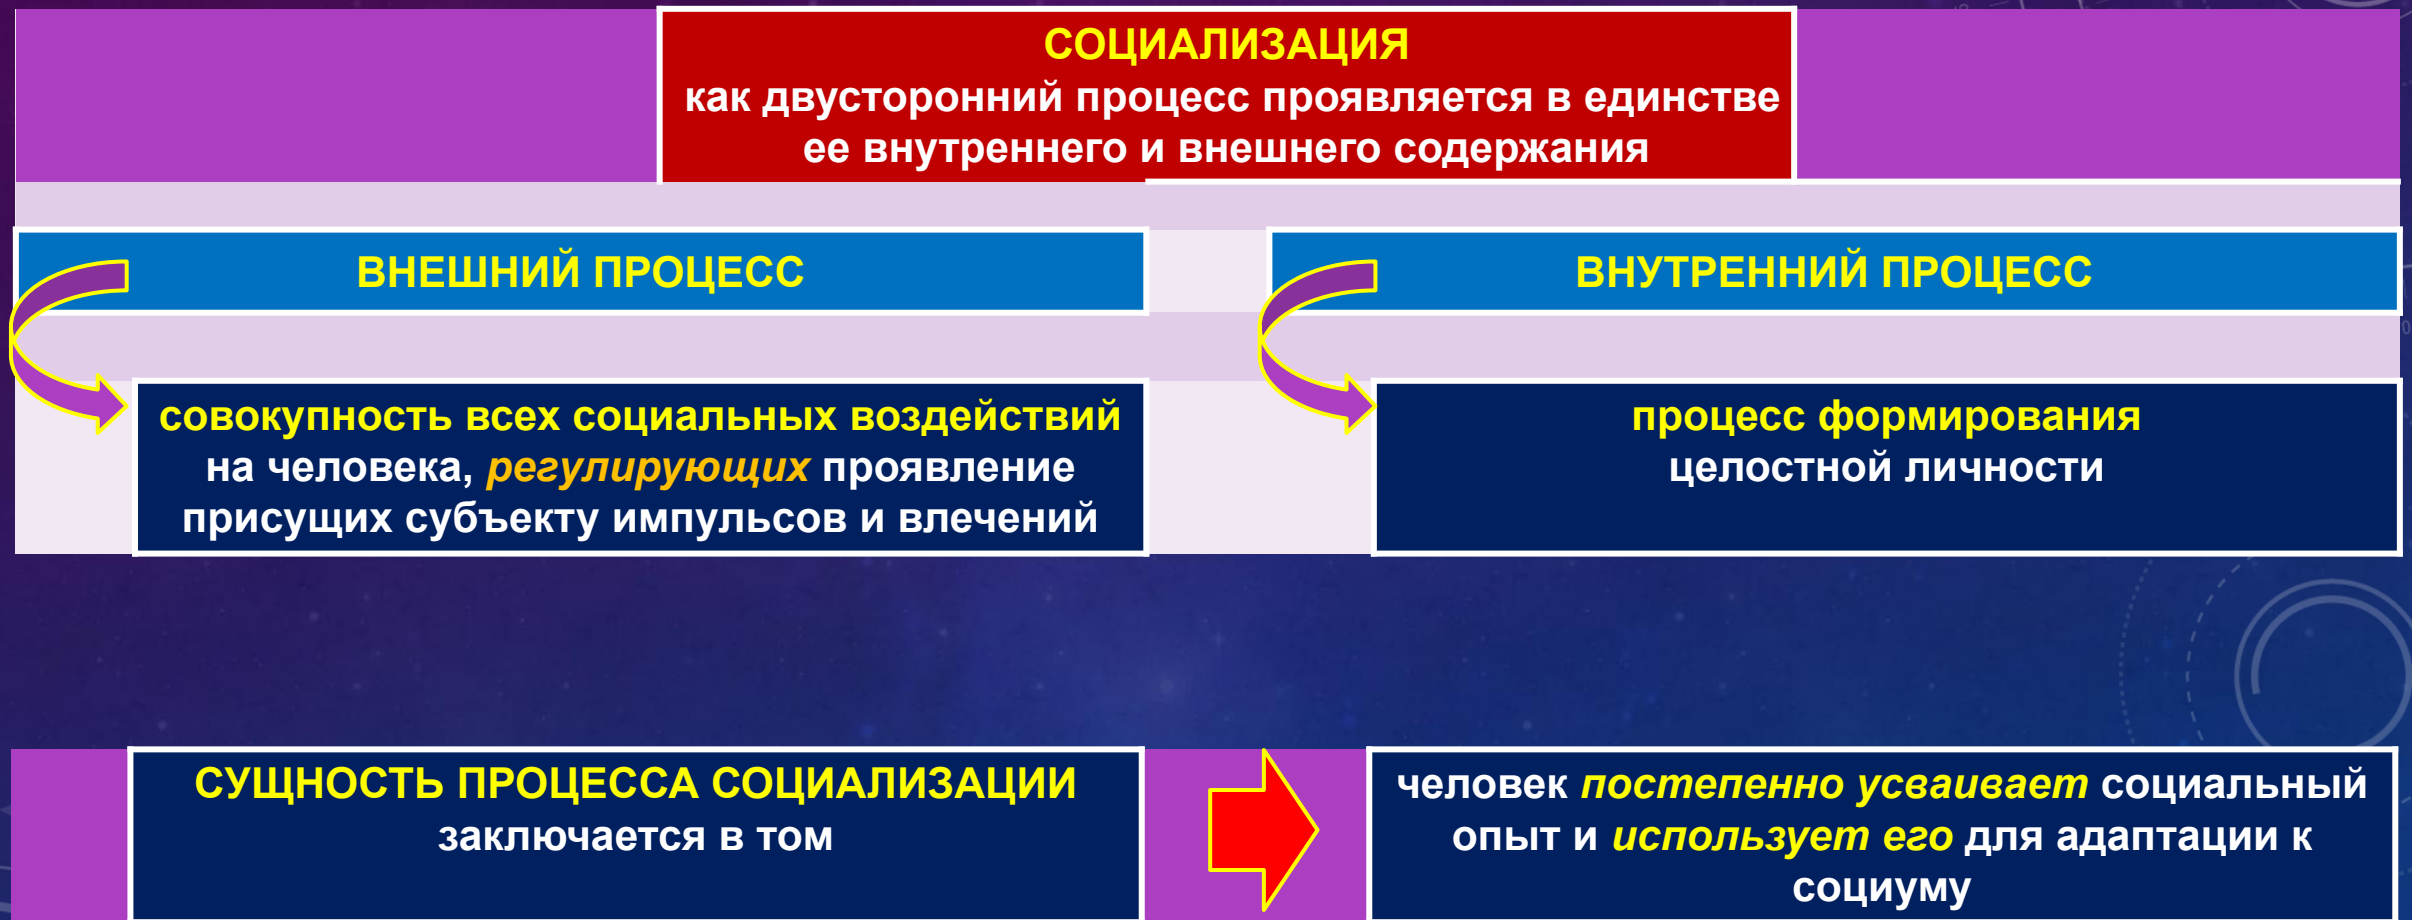 СОЦИАЛИЗАЦИЯ
как двусторонний процесс проявляется в единстве
ее внутреннего и внешнего содержания
ВНЕШНИЙ ПРОЦЕСС
ВНУТРЕННИЙ ПРОЦЕСС
совокупность всех социальных воздействий
на человека, регулирующих проявление
присущих субъекту импульсов и влечений
процесс формирования
целостной личности
СУЩНОСТЬ ПРОЦЕССА СОЦИАЛИЗАЦИИ
заключается в том
человек постепенно усваивает социальный
опыт и использует его для адаптации к
социуму